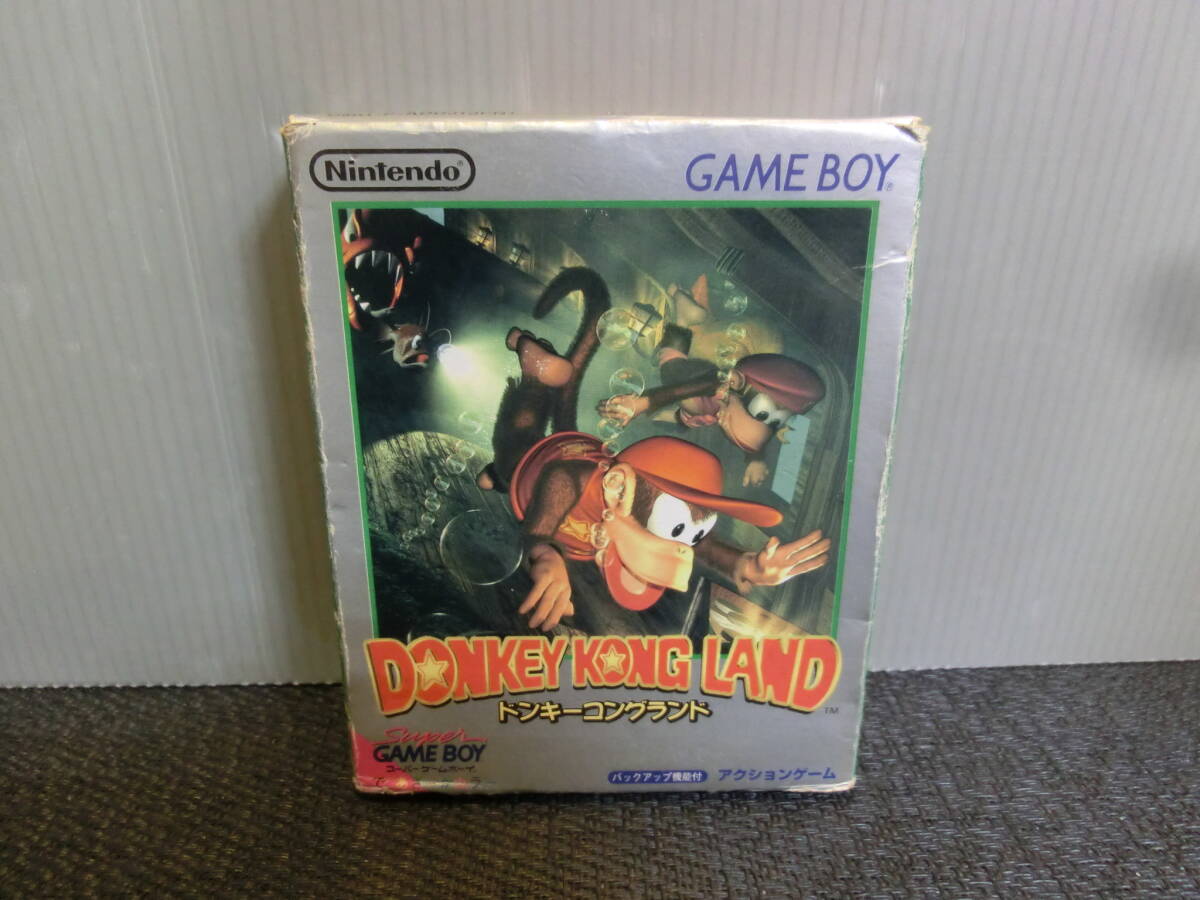 Nintendo®
GAME BOY®
DONKEY KONG LAND
TM
ドンキーコングランド
Super
GAME BOY
スーパーゲームボーイ
バックアップ機能付
アクションゲーム